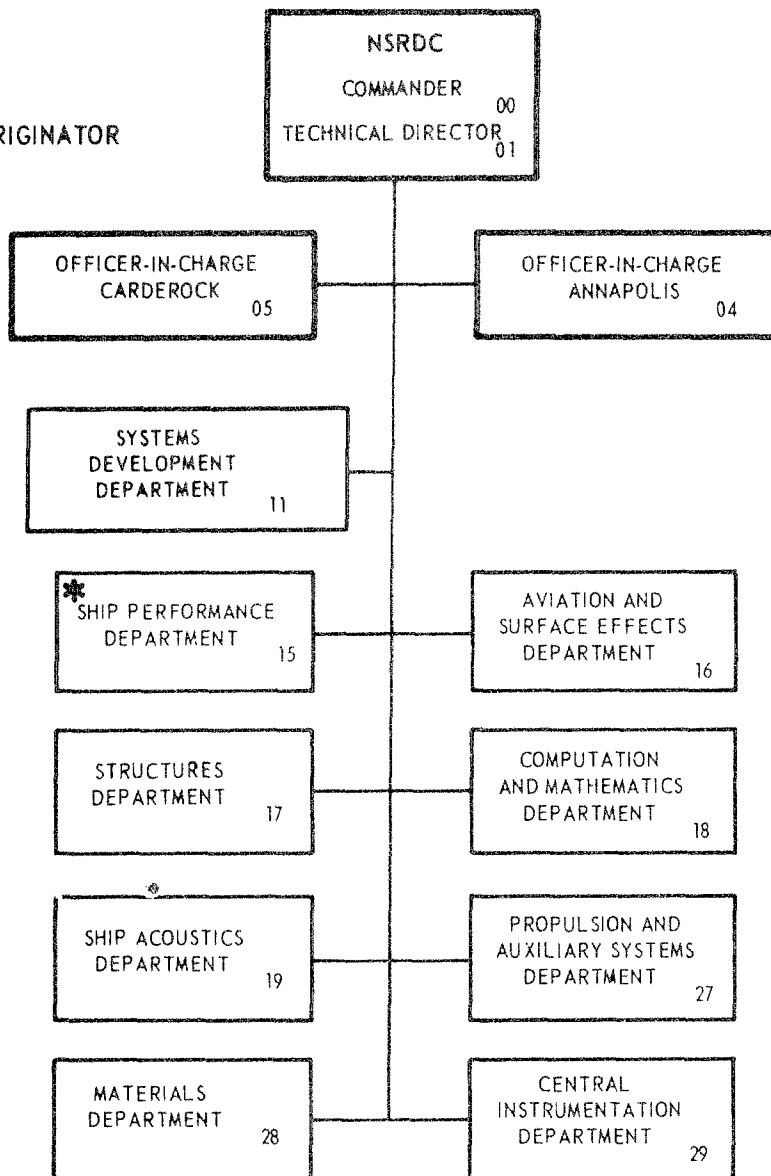 NSRDC
COMMANDER
00
TECHNICAL DIRECTOR
01
RIGINATOR
OFFICER-IN-CHARGE
CARDEROCK
05
OFFICER-IN-CHARGE
ANNAPOLIS
04
SYSTEMS
DEVELOPMENT
DEPARTMENT
11
*
SHIP PERFORMANCE
DEPARTMENT
15
AVIATION AND
SURFACE EFFECTS
DEPARTMENT
16
STRUCTURES
DEPARTMENT
17
COMPUTATION
AND MATHEMATICS
DEPARTMENT
18
SHIP ACOUSTICS
DEPARTMENT
19
PROPULSION AND
AUXILIARY SYSTEMS
DEPARTMENT
27
MATERIALS
DEPARTMENT
28
CENTRAL
INSTRUMENTATION
DEPARTMENT
29